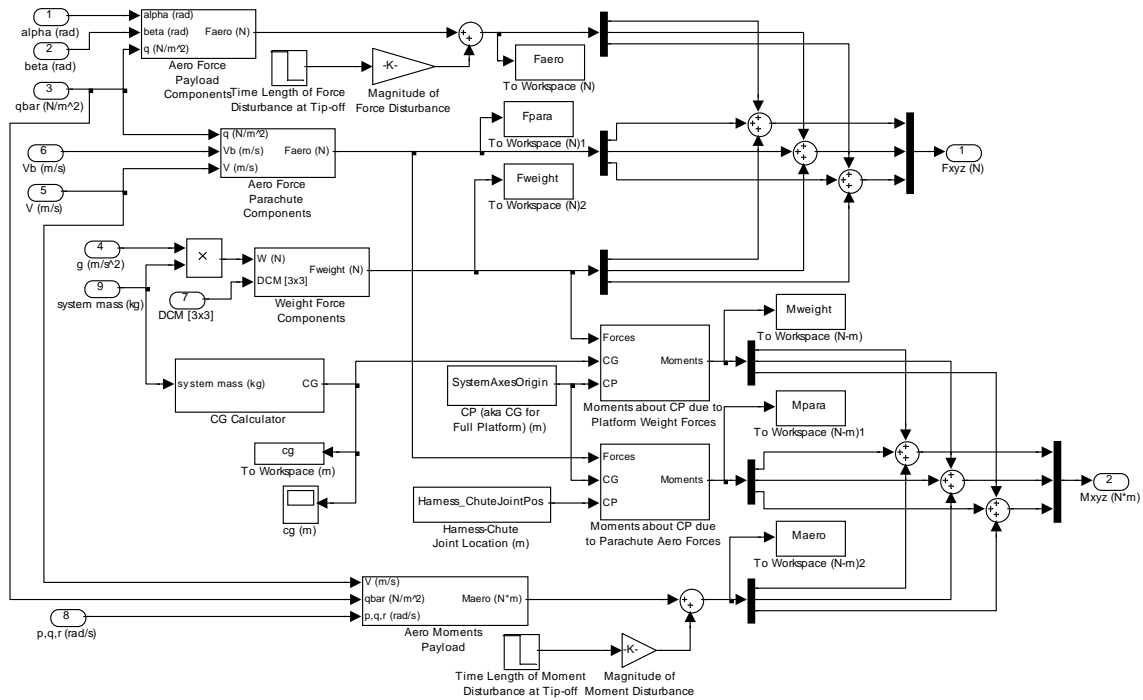 1
alpha (rad)
2
beta (rad)
3
qbar (N/m^2)
alpha (rad)
beta (rad)
q (N/m^2)
Faero (N)
Aero Force
Payload
Components
Time Length of Force
Disturbance at Tip-off
-K-
Magnitude of
Force Disturbance
+
+
Faero
To Workspace (N)
Fpara
To Workspace (N)1
Fweight
To Workspace (N)2
6
Vb (m/s)
5
V (m/s)
q (N/m^2)
Vb (m/s)
V (m/s)
Faero (N)
Aero Force
Parachute
Components
+
+
+
+
+
+
+
+
+
1
Fxyz (N)
4
g (m/s^2)
9
system mass (kg)
×
7
DCM [3x3]
W (N)
DCM [3x3]
Fweight (N)
Weight Force
Components
system mass (kg)
CG
CG Calculator
cg
To Workspace (m)
cg (m)
SystemAxesOrigin
CP (aka CG for
Full Platform) (m)
Forces
CG
CP
Moments
Moments about CP due to
Platform Weight Forces
Mweight
To Workspace (N-m)
Harness_ChuteJointPos
Harness-Chute
Joint Location (m)
Forces
CG
CP
Moments
Moments about CP due
to Parachute Aero Forces
Mpara
To Workspace (N-m)1
Maero
To Workspace (N-m)2
+
+
+
+
+
+
+
+
+
2
Mxyz (N*m)
8
p,q,r (rad/s)
V (m/s)
qbar (N/m^2)
p,q,r (rad/s)
Maero (N*m)
Aero Moments
Payload
Time Length of Moment
Disturbance at Tip-off
-K-
Magnitude of
Moment Disturbance
+
+